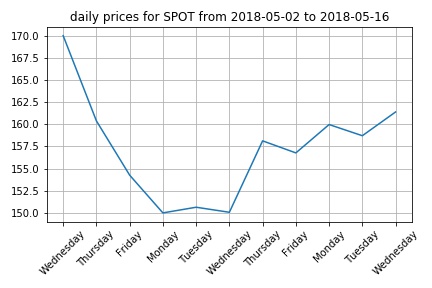 daily prices for SPOT from 2018-05-02 to 2018-05-16
170.0
167.5
165.0
162.5
160.0
157.5
155.0
152.5
150.0
Wednesday
Thursday
Friday
Monday
Tuesday
Wednesday
Thursday
Friday
Monday
Tuesday
Wednesday